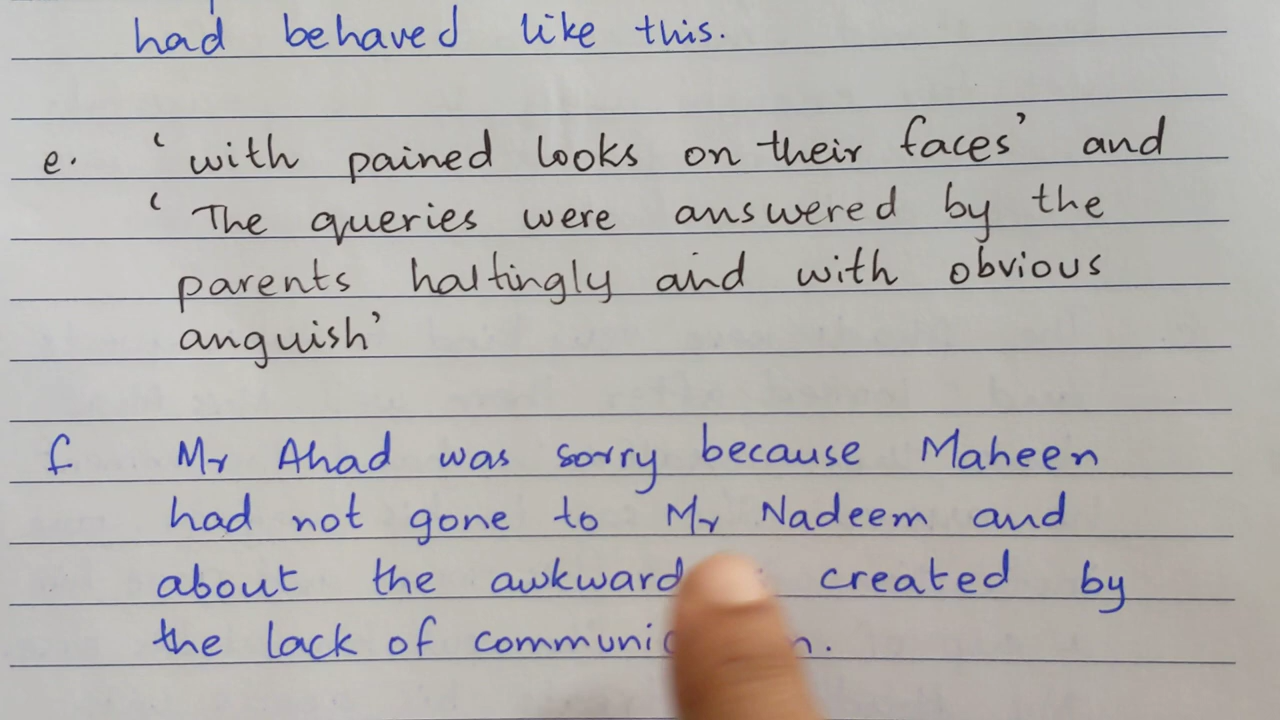 had behaved like this.
e. ‘with pained looks on their faces’ and
‘The queries were answered by the
parents haltingly and with obvious
anguish’
f Mr Ahad was sorry because Maheen
had not gone to Mr Nadeem and
about the created by
the lack of